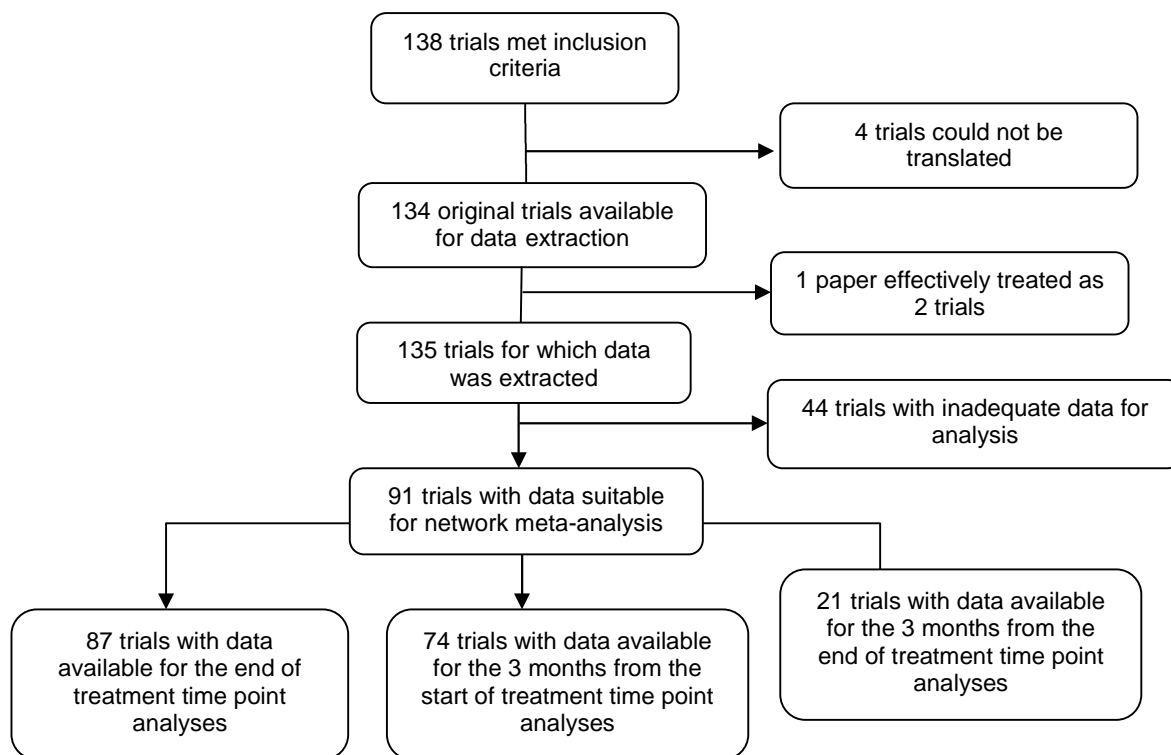 138 trials met inclusion
criteria
4 trials could not be
translated
134 original trials available
for data extraction
1 paper effectively treated as
2 trials
135 trials for which data
was extracted
44 trials with inadequate data for
analysis
91 trials with data suitable
for network meta-analysis
87 trials with data
available for the end of
treatment time point
analyses
74 trials with data available
for the 3 months from the
start of treatment time point
analyses
21 trials with data available
for the 3 months from the
end of treatment time point
analyses